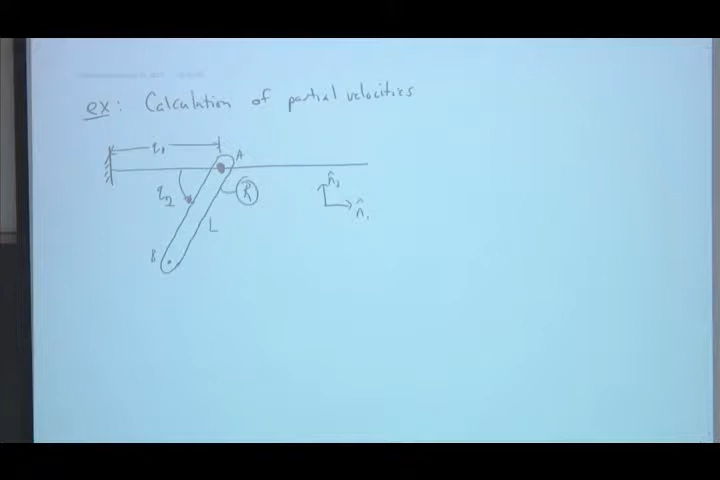 ex: Calculation of partial velocities
q₁
A
q₂
R
n̂₂
n̂₁
L
B